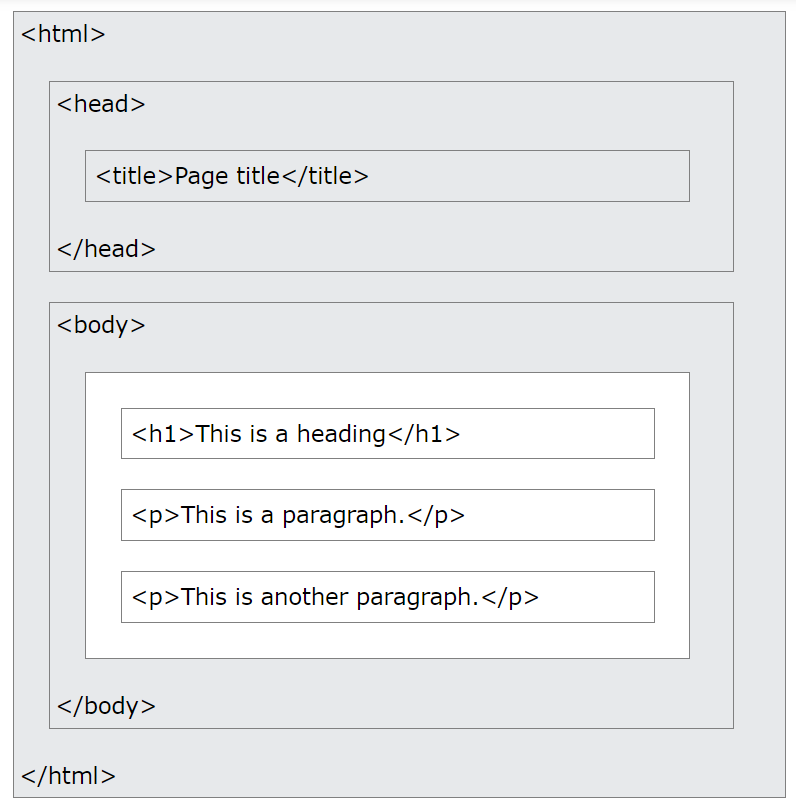 <html>
<head>
<title>Page title</title>
</head>
<body>
<h1>This is a heading</h1>
<p>This is a paragraph.</p>
<p>This is another paragraph.</p>
</body>
</html>